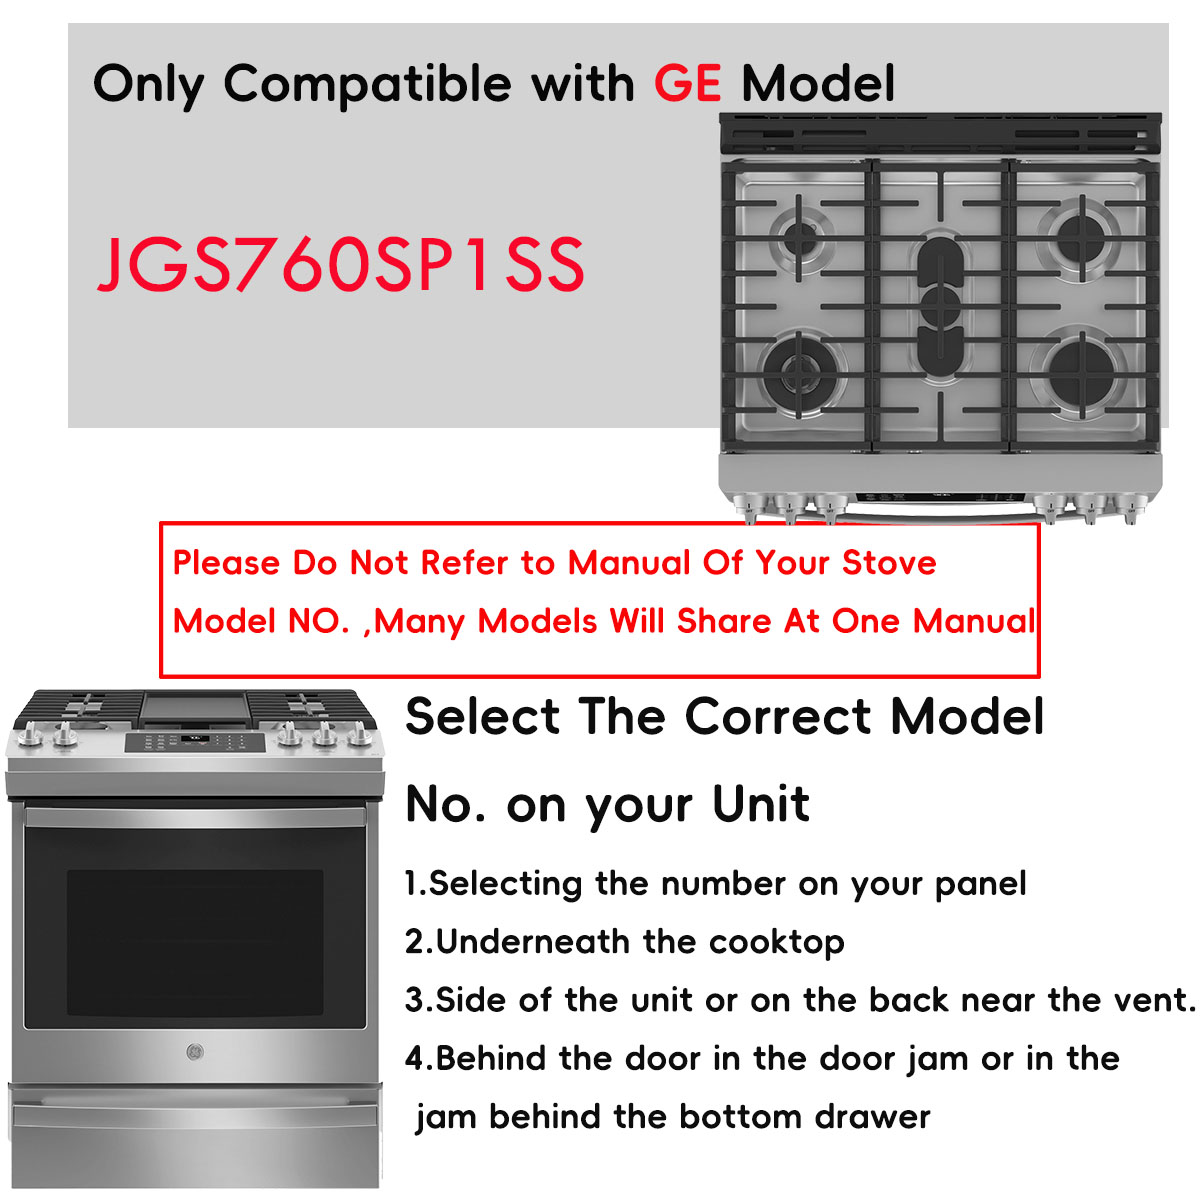 Only Compatible with GE Model
JGS760SP1SS
Please Do Not Refer to Manual Of Your Stove
Model NO. ,Many Models Will Share At One Manual
Select The Correct Model
No. on your Unit
1.Selecting the number on your panel
2.Underneath the cooktop
3.Side of the unit or on the back near the vent.
4.Behind the door in the door jam or in the
jam behind the bottom drawer